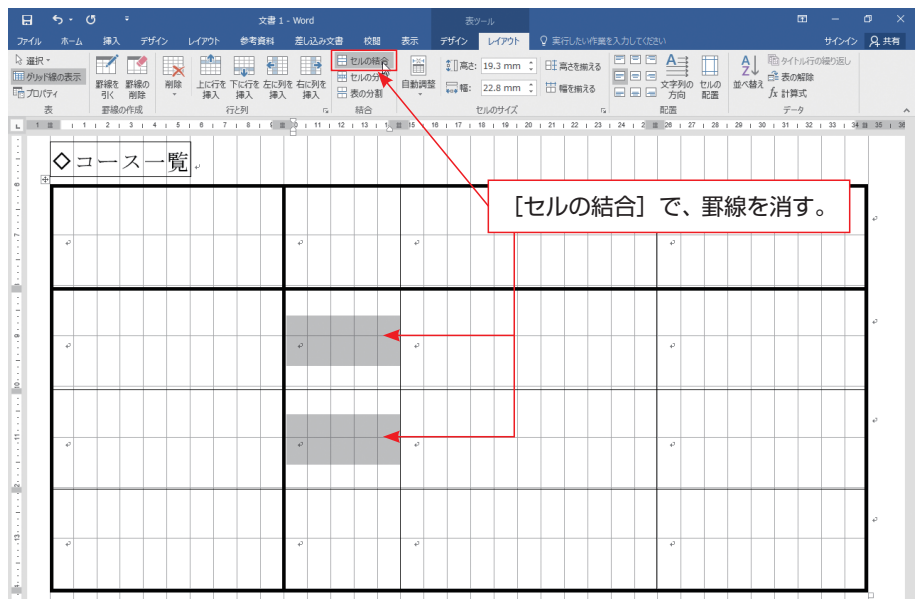 文書 1 - Word
表ツール
ファイル ホーム 挿入 デザイン レイアウト 参考資料 差し込み文書 校閲 表示 デザイン レイアウト 実行したい作業を入力してください サインイン 共有
選択
グリッド線の表示
プロパティ
表
罫線を引く
罫線の削除
罫線の作成
削除
上に行を挿入
下に行を挿入
左に列を挿入
右に列を挿入
行と列
セルの結合
セルの分割
表の分割
結合
自動調整
高さ: 19.3 mm
幅: 22.8 mm
高さを揃える
幅を揃える
セルのサイズ
文字列の方向
セルの配置
配置
並べ替え
タイトル行の繰り返し
表の解除
fx 計算式
データ
◇コース一覧
［セルの結合］で、罫線を消す。